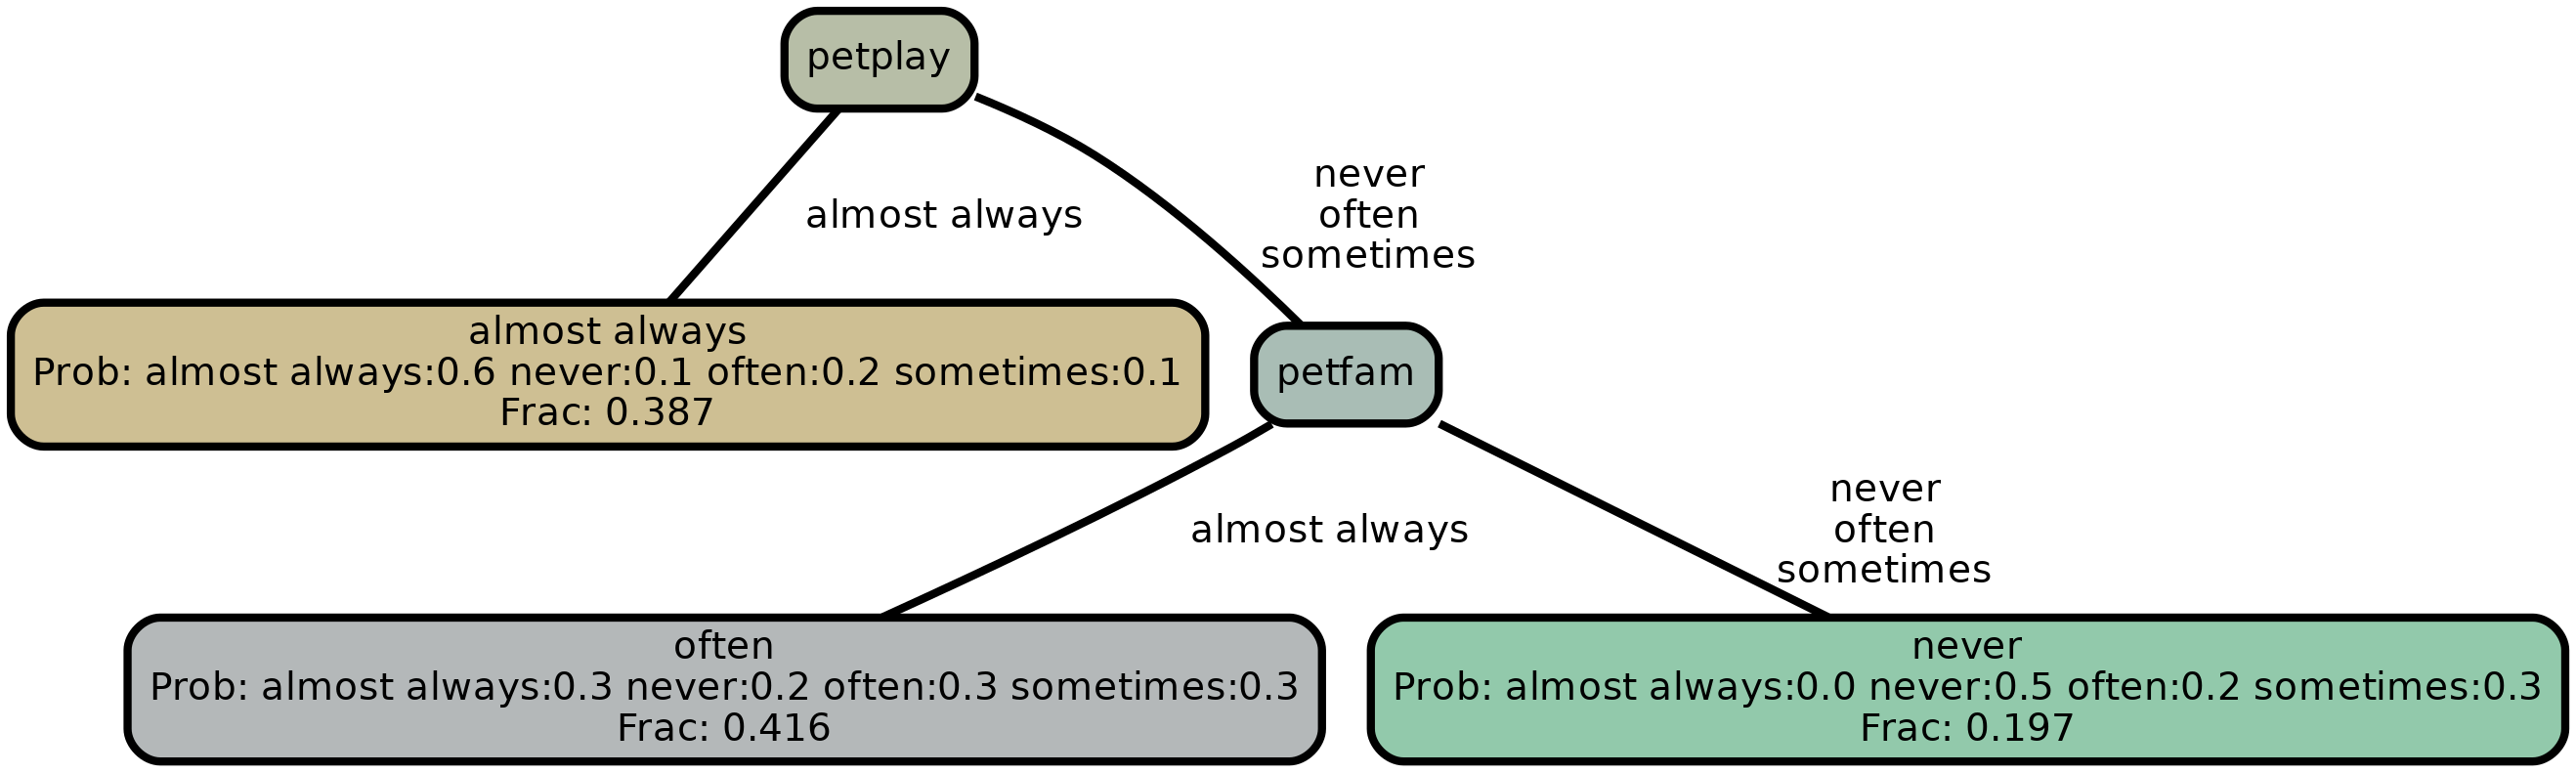 petplay
almost always
never
often
sometimes
almost always
Prob: almost always:0.6 never:0.1 often:0.2 sometimes:0.1
Frac: 0.387
petfam
almost always
never
often
sometimes
often
Prob: almost always:0.3 never:0.2 often:0.3 sometimes:0.3
Frac: 0.416
never
Prob: almost always:0.0 never:0.5 often:0.2 sometimes:0.3
Frac: 0.197